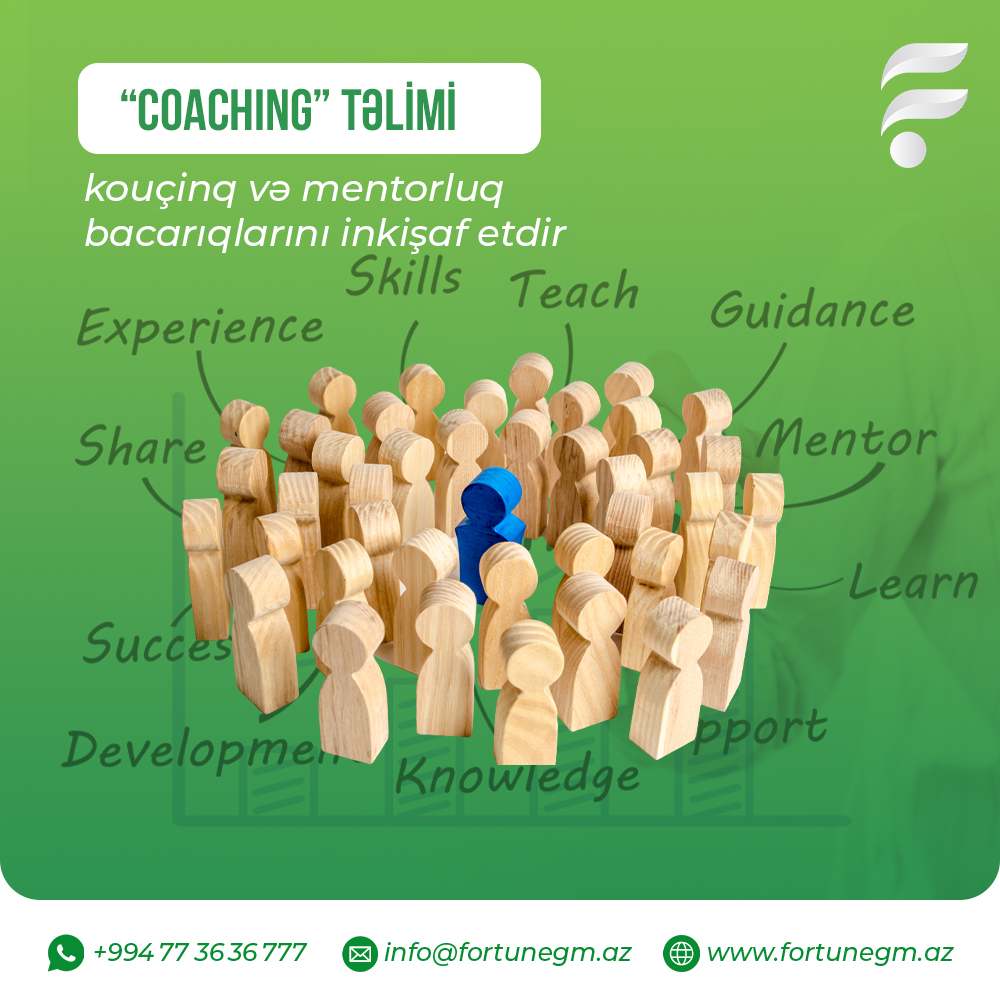 “COACHING” TƏLİMİ
kouçinq və mentorluq
bacarıqlarını inkişaf etdir
Skills
Teach
Guidance
Experience
Share
Mentor
Learn
Succes
Developmen
pport
Knowledge
+994 77 36 36 777
info@fortunegm.az
www.fortunegm.az